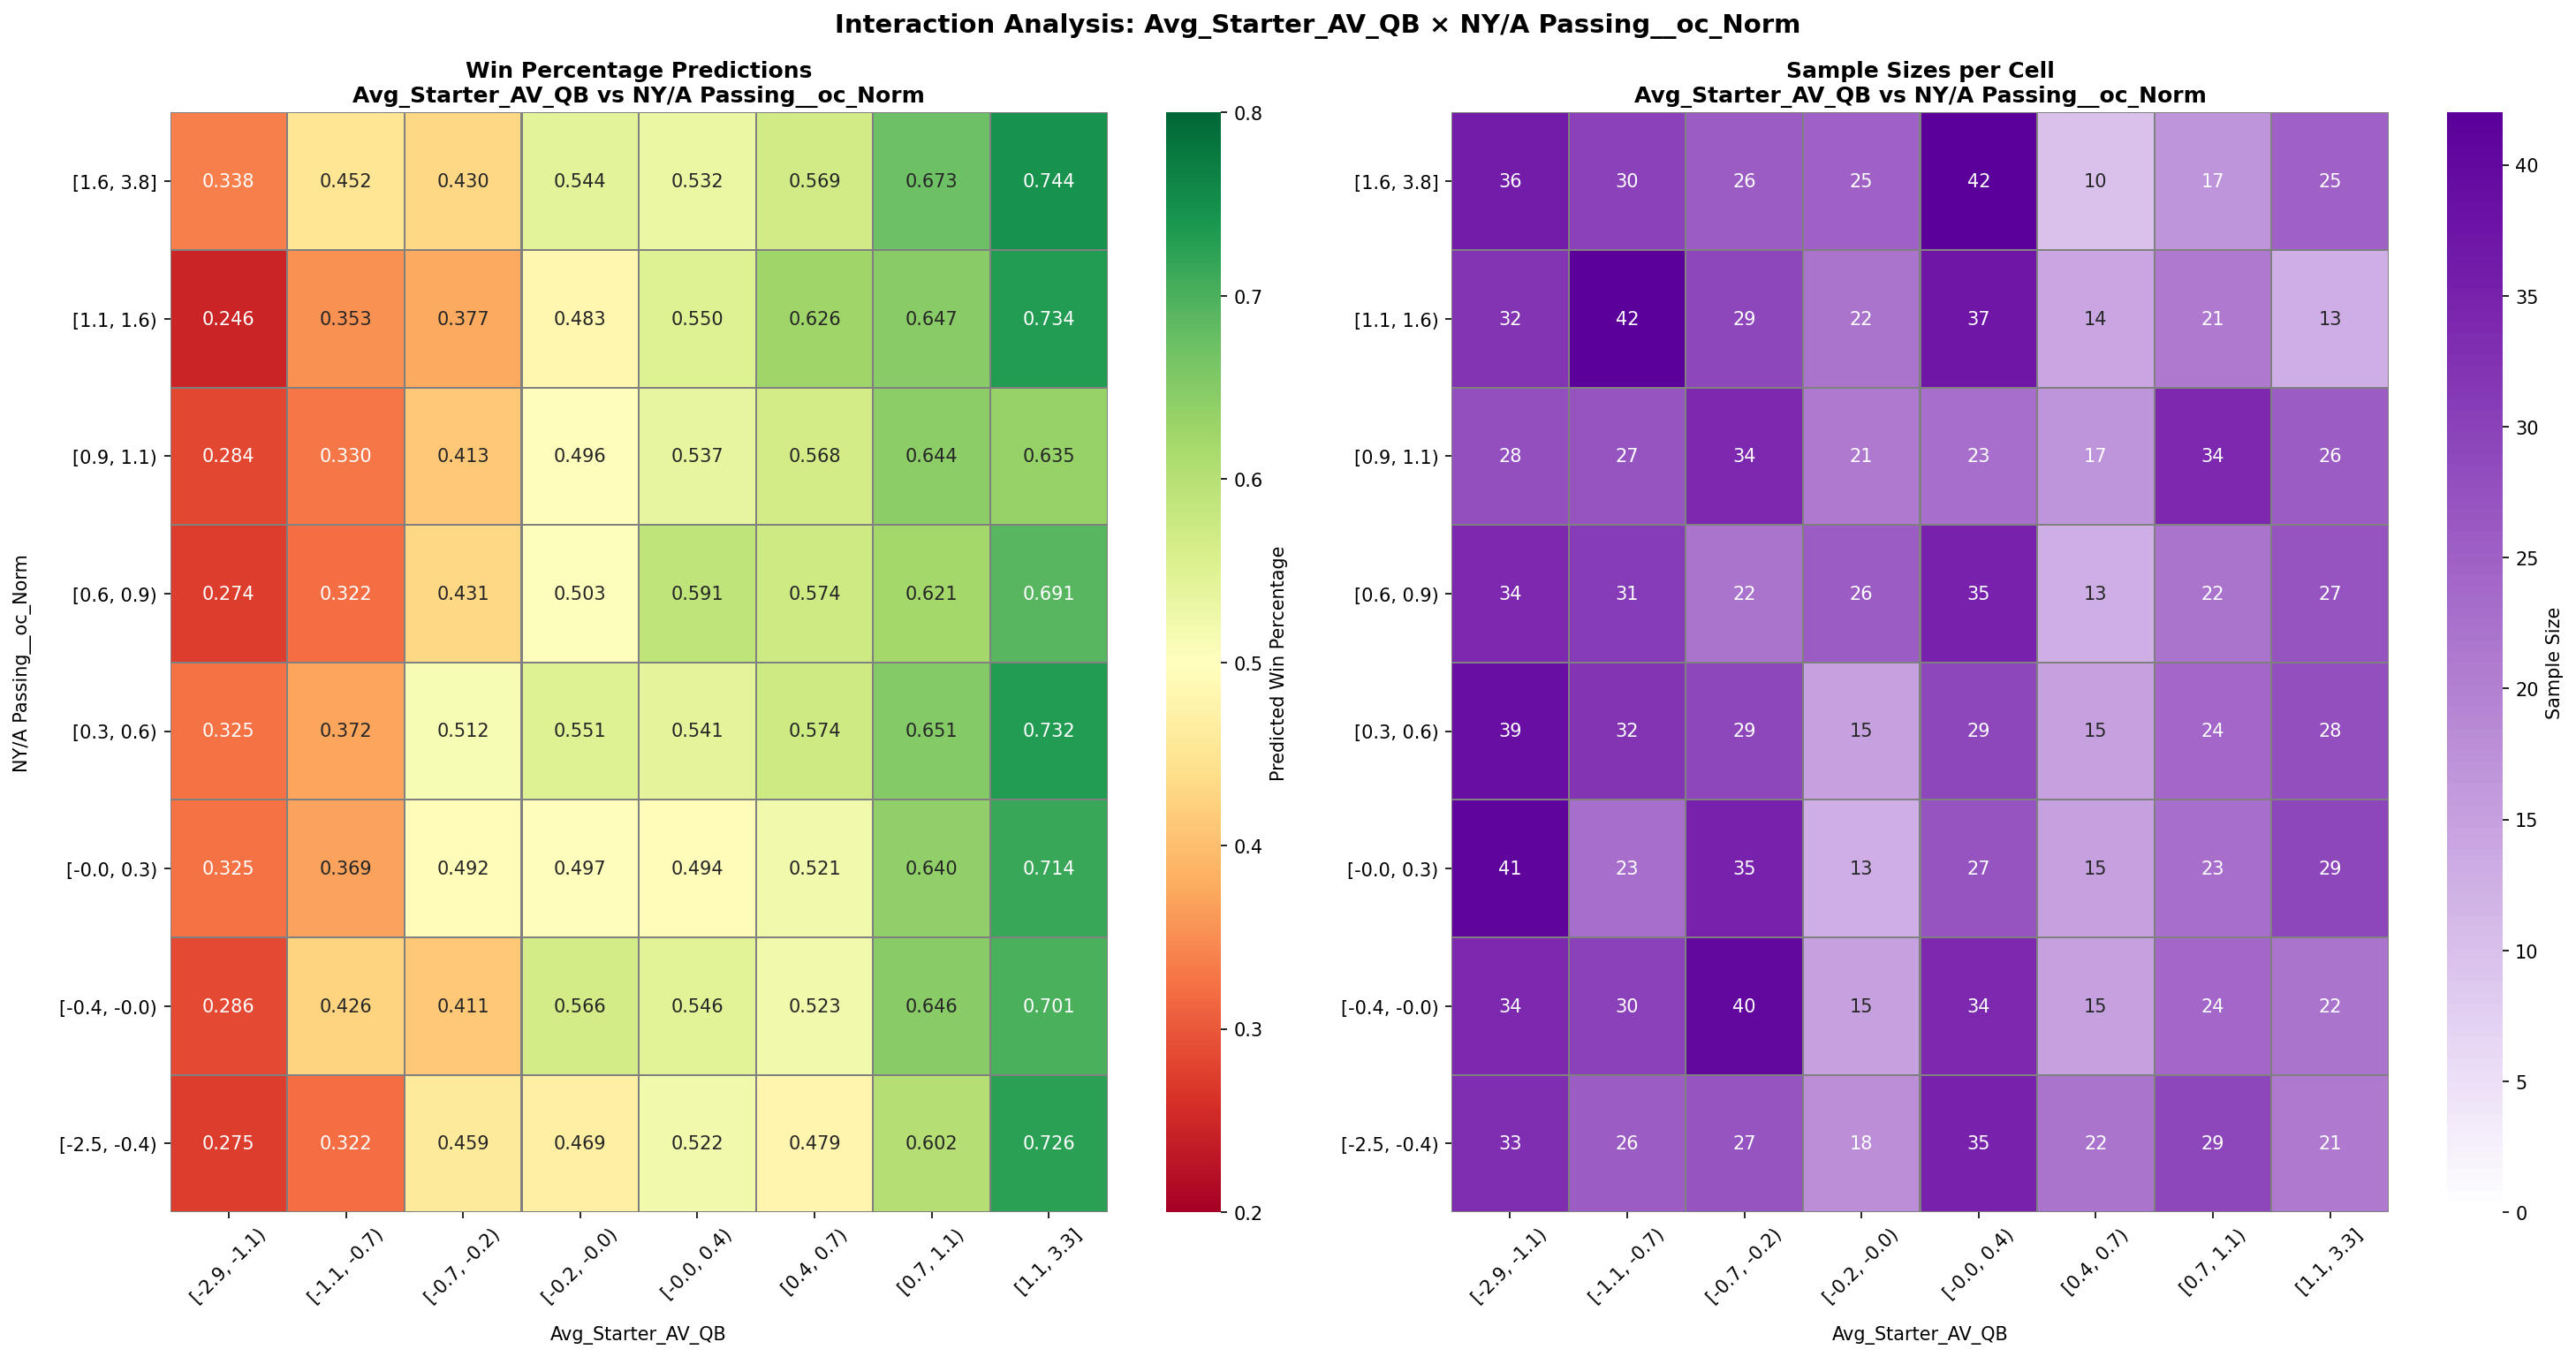 Interaction Analysis: Avg_Starter_AV_QB × NY/A Passing__oc_Norm
Win Percentage Predictions
Avg_Starter_AV_QB vs NY/A Passing__oc_Norm
NY/A Passing__oc_Norm
[1.6, 3.8] 0.338 0.452 0.430 0.544 0.532 0.569 0.673 0.744
[1.1, 1.6) 0.246 0.353 0.377 0.483 0.550 0.626 0.647 0.734
[0.9, 1.1) 0.284 0.330 0.413 0.496 0.537 0.568 0.644 0.635
[0.6, 0.9) 0.274 0.322 0.431 0.503 0.591 0.574 0.621 0.691
[0.3, 0.6) 0.325 0.372 0.512 0.551 0.541 0.574 0.651 0.732
[-0.0, 0.3) 0.325 0.369 0.492 0.497 0.494 0.521 0.640 0.714
[-0.4, -0.0) 0.286 0.426 0.411 0.566 0.546 0.523 0.646 0.701
[-2.5, -0.4) 0.275 0.322 0.459 0.469 0.522 0.479 0.602 0.726
[-2.9, -1.1) [-1.1, -0.7) [-0.7, -0.2) [-0.2, -0.0) [-0.0, 0.4) [0.4, 0.7) [0.7, 1.1) [1.1, 3.3]
Avg_Starter_AV_QB
0.8
0.7
0.6
0.5
0.4
0.3
0.2
Predicted Win Percentage
Sample Sizes per Cell
Avg_Starter_AV_QB vs NY/A Passing__oc_Norm
[1.6, 3.8] 36 30 26 25 42 10 17 25
[1.1, 1.6) 32 42 29 22 37 14 21 13
[0.9, 1.1) 28 27 34 21 23 17 34 26
[0.6, 0.9) 34 31 22 26 35 13 22 27
[0.3, 0.6) 39 32 29 15 29 15 24 28
[-0.0, 0.3) 41 23 35 13 27 15 23 29
[-0.4, -0.0) 34 30 40 15 34 15 24 22
[-2.5, -0.4) 33 26 27 18 35 22 29 21
[-2.9, -1.1) [-1.1, -0.7) [-0.7, -0.2) [-0.2, -0.0) [-0.0, 0.4) [0.4, 0.7) [0.7, 1.1) [1.1, 3.3]
Avg_Starter_AV_QB
40
35
30
25
20
15
10
5
0
Sample Size